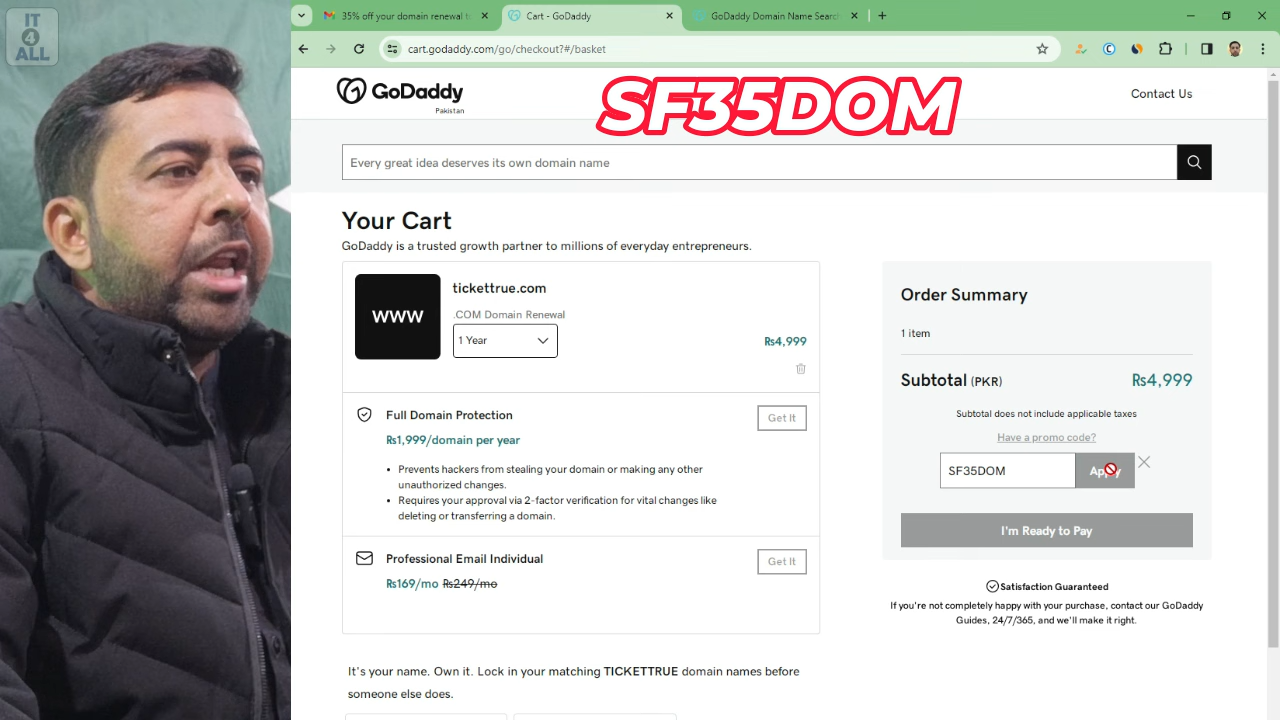 IT
4
ALL
35% off your domain renewal t
Cart - GoDaddy
GoDaddy Domain Name Searc
cart.godaddy.com/go/checkout?#/basket
GoDaddy
Pakistan
SF35DOM
Contact Us
Every great idea deserves its own domain name
Your Cart
GoDaddy is a trusted growth partner to millions of everyday entrepreneurs.
www
tickettrue.com
.COM Domain Renewal
1 Year
₨4,999
Full Domain Protection
Get It
₨1,999/domain per year
• Prevents hackers from stealing your domain or making any other
unauthorized changes.
• Requires your approval via 2-factor verification for vital changes like
deleting or transferring a domain.
Professional Email Individual
Get It
₨169/mo ₨249/mo
It's your name. Own it. Lock in your matching TICKETTRUE domain names before
someone else does.
Order Summary
1 item
Subtotal (PKR) ₨4,999
Subtotal does not include applicable taxes
Have a promo code?
SF35DOM
Apply
I'm Ready to Pay
Satisfaction Guaranteed
If you're not completely happy with your purchase, contact our GoDaddy
Guides, 24/7/365, and we'll make it right.